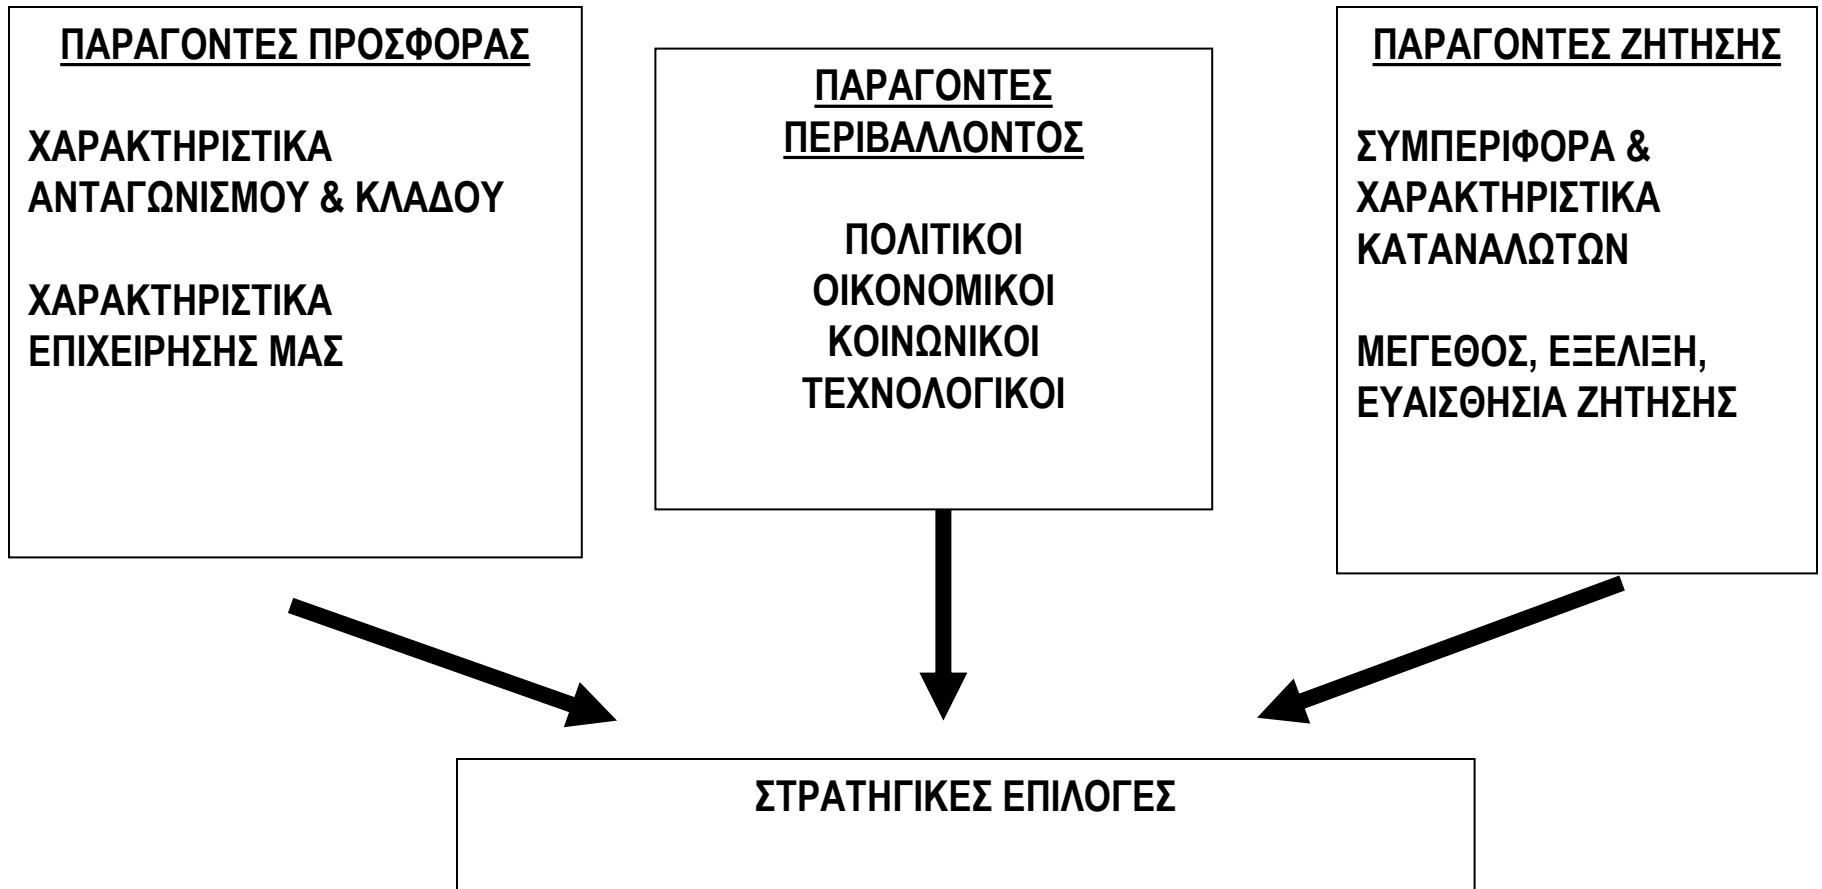 ΠΑΡΑΓΟΝΤΕΣ ΠΡΟΣΦΟΡΑΣ
ΧΑΡΑΚΤΗΡΙΣΤΙΚΑ
ΑΝΤΑΓΩΝΙΣΜΟΥ & ΚΛΑΔΟΥ
ΧΑΡΑΚΤΗΡΙΣΤΙΚΑ
ΕΠΙΧΕΙΡΗΣΗΣ ΜΑΣ
ΠΑΡΑΓΟΝΤΕΣ
ΠΕΡΙΒΑΛΛΟΝΤΟΣ
ΠΟΛΙΤΙΚΟΙ
ΟΙΚΟΝΟΜΙΚΟΙ
ΚΟΙΝΩΝΙΚΟΙ
ΤΕΧΝΟΛΟΓΙΚΟΙ
ΠΑΡΑΓΟΝΤΕΣ ΖΗΤΗΣΗΣ
ΣΥΜΠΕΡΙΦΟΡΑ &
ΧΑΡΑΚΤΗΡΙΣΤΙΚΑ
ΚΑΤΑΝΑΛΩΤΩΝ
ΜΕΓΕΘΟΣ, ΕΞΕΛΙΞΗ,
ΕΥΑΙΣΘΗΣΙΑ ΖΗΤΗΣΗΣ
ΣΤΡΑΤΗΓΙΚΕΣ ΕΠΙΛΟΓΕΣ